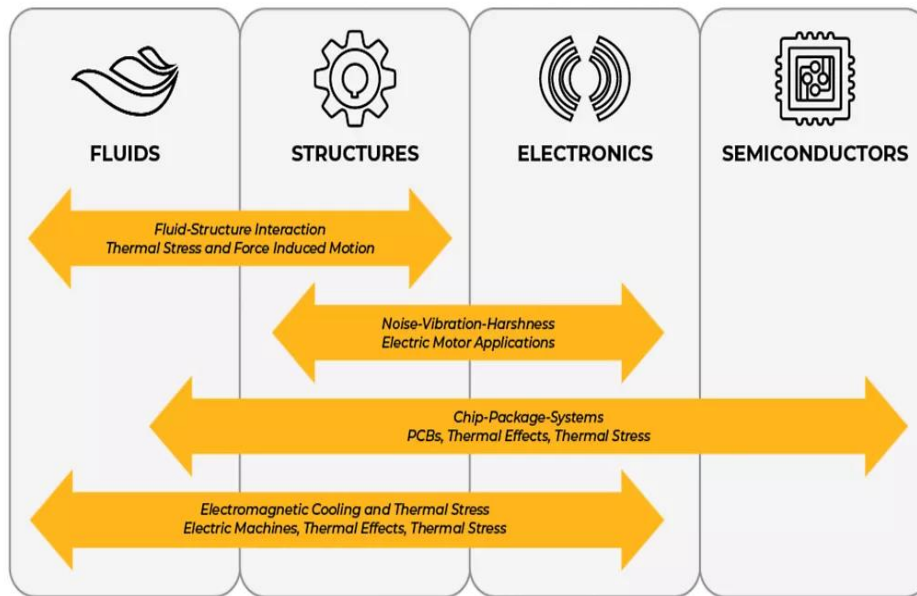 FLUIDS
STRUCTURES
ELECTRONICS
SEMICONDUCTORS
Fluid-Structure Interaction
Thermal Stress and Force Induced Motion
Noise-Vibration-Harshness
Electric Motor Applications
Chip-Package-Systems
PCBs, Thermal Effects, Thermal Stress
Electromagnetic Cooling and Thermal Stress
Electric Machines, Thermal Effects, Thermal Stress